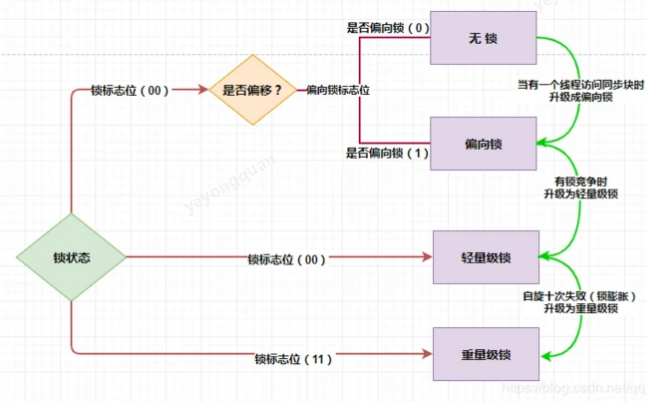 是否偏向锁（0）
无 锁
锁标志位（00）
是否偏移？
偏向锁标志位
当有一个线程访问同步块时
升级成偏向锁
是否偏向锁（1）
偏向锁
有锁竞争时
升级为轻量级锁
yeyongquan
锁状态
锁标志位（00）
轻量级锁
自旋十次失败（锁膨胀）
升级为重量级锁
锁标志位（11）
重量级锁
https://blog.csdn.net/qq